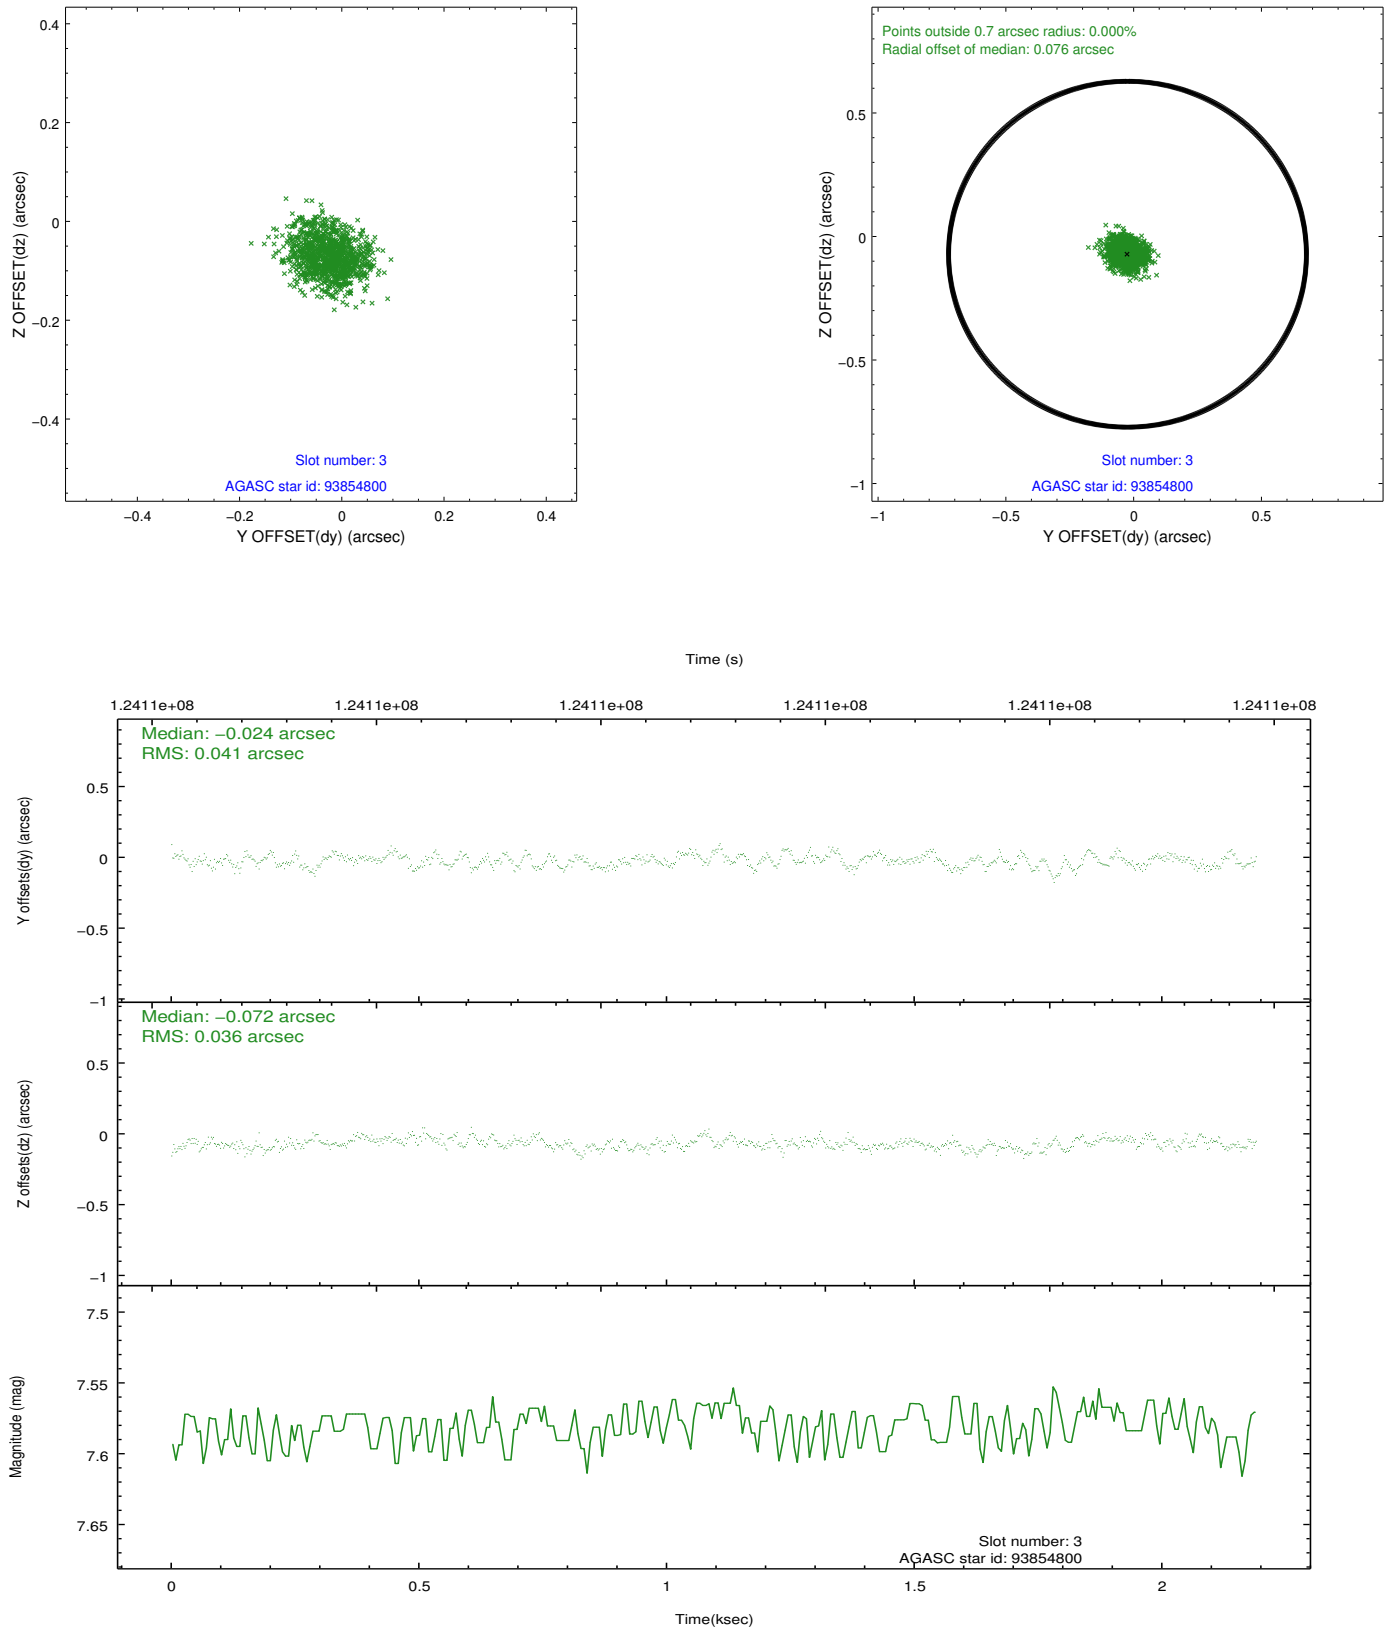 0.4
0.2
0
−0.2
−0.4
Z OFFSET(dz) (arcsec)
Slot number: 3
AGASC star id: 93854800
−0.4 −0.2 0 0.2 0.4
Y OFFSET(dy) (arcsec)
Points outside 0.7 arcsec radius: 0.000%
Radial offset of median: 0.076 arcsec
0.5
0
−0.5
−1
Z OFFSET(dz) (arcsec)
Slot number: 3
AGASC star id: 93854800
−1 −0.5 0 0.5
Y OFFSET(dy) (arcsec)
Time (s)
1.2411e+08 1.2411e+08 1.2411e+08 1.2411e+08 1.2411e+08 1.2411e+08
Median: −0.024 arcsec
RMS: 0.041 arcsec
0.5
0
−0.5
−1
Y offsets(dy) (arcsec)
Median: −0.072 arcsec
RMS: 0.036 arcsec
0.5
0
−0.5
−1
Z offsets(dz) (arcsec)
7.5
7.55
7.6
7.65
Magnitude (mag)
Slot number: 3
AGASC star id: 93854800
0 0.5 1 1.5 2
Time(ksec)